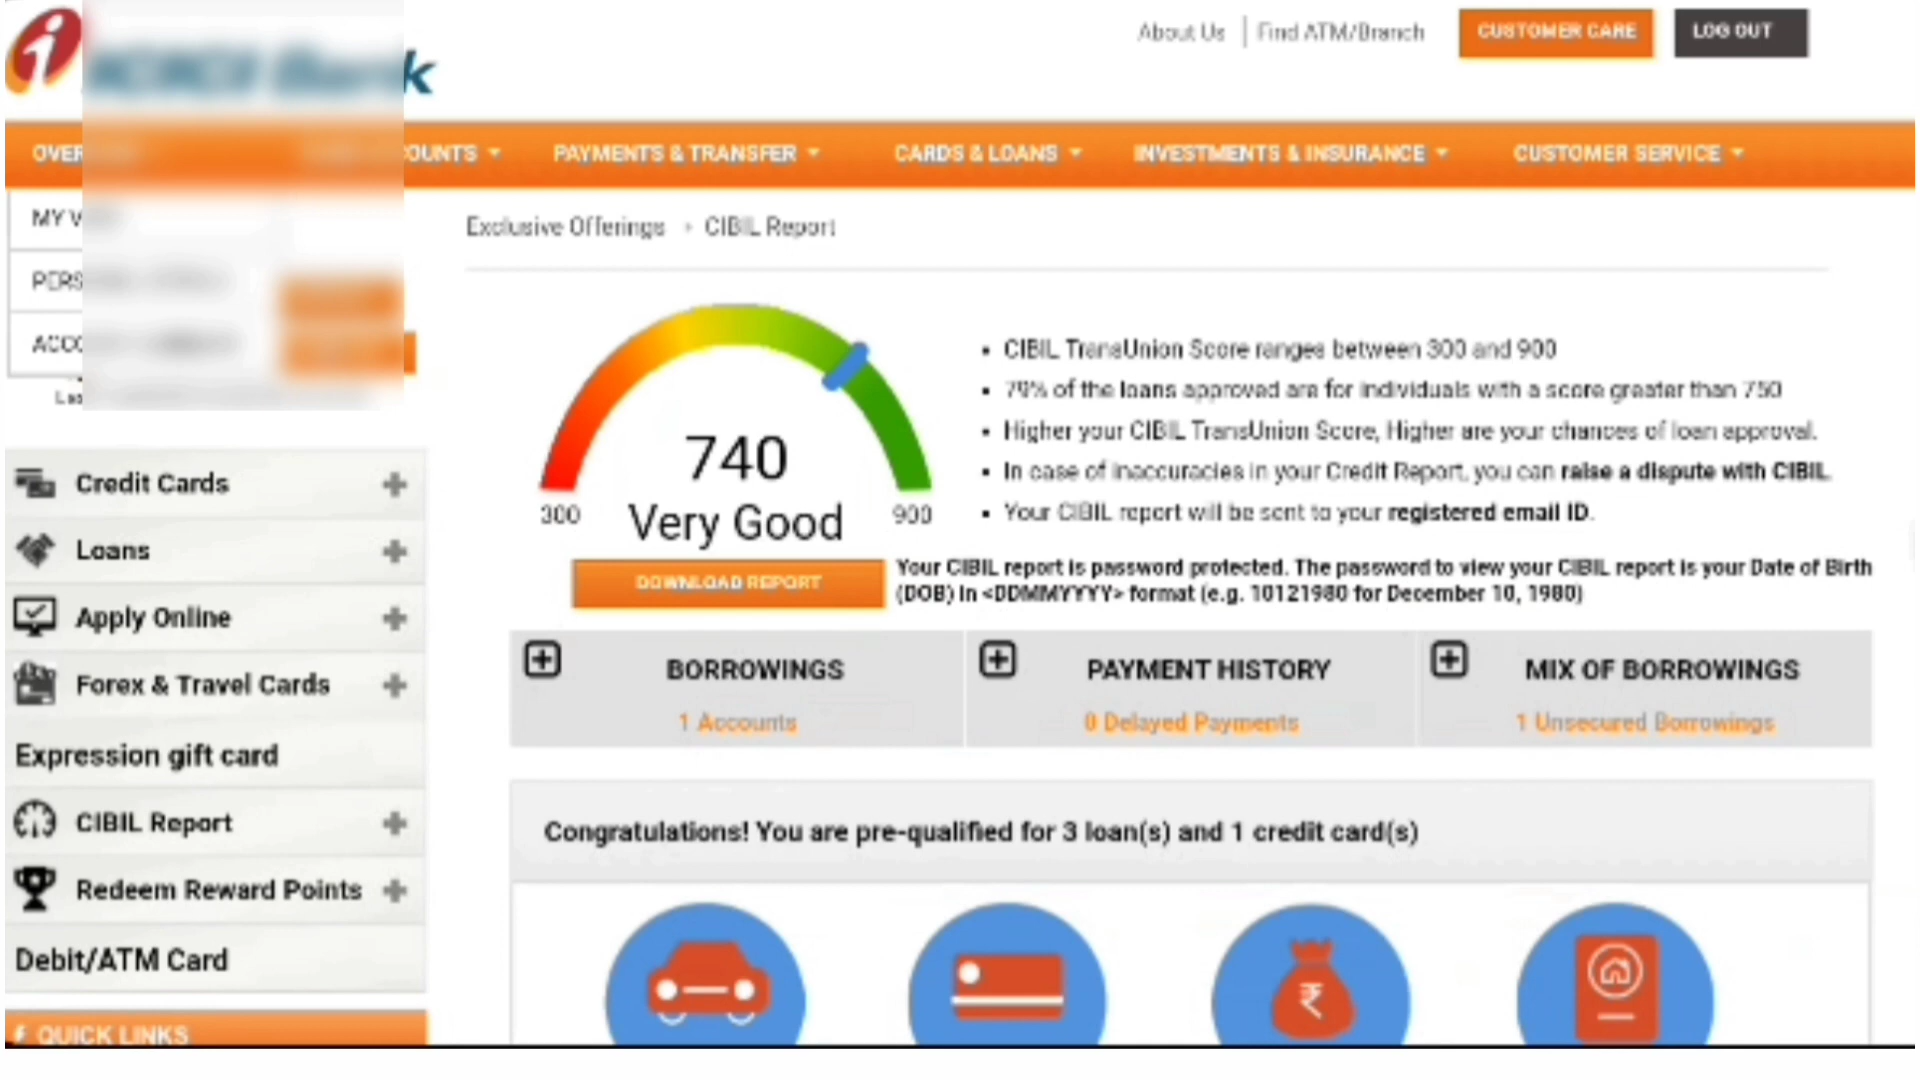 About Us
Find ATM/Branch
CUSTOMER CARE
LOG OUT
PAYMENTS & TRANSFER
CARDS & LOANS
INVESTMENTS & INSURANCE
CUSTOMER SERVICE
MY
Exclusive Offerings
CIBIL Report
740
Very Good
300
900
DOWNLOAD REPORT
CIBIL TransUnion Score ranges between 300 and 900
79% of the loans approved are for individuals with a score greater than 750
Higher your CIBIL TransUnion Score, Higher are your chances of loan approval.
In case of inaccuracies in your Credit Report, you can raise a dispute with CIBIL.
Your CIBIL report will be sent to your registered email ID.
Your CIBIL report is password protected. The password to view your CIBIL report is your Date of Birth
(DOB) in <DDMMYYYY> format (e.g. 10121980 for December 10, 1980)
BORROWINGS
1 Accounts
PAYMENT HISTORY
0 Delayed Payments
MIX OF BORROWINGS
1 Unsecured Borrowings
Congratulations! You are pre-qualified for 3 loan(s) and 1 credit card(s)
Credit Cards
Loans
Apply Online
Forex & Travel Cards
Expression gift card
CIBIL Report
Redeem Reward Points
Debit/ATM Card
QUICK LINKS